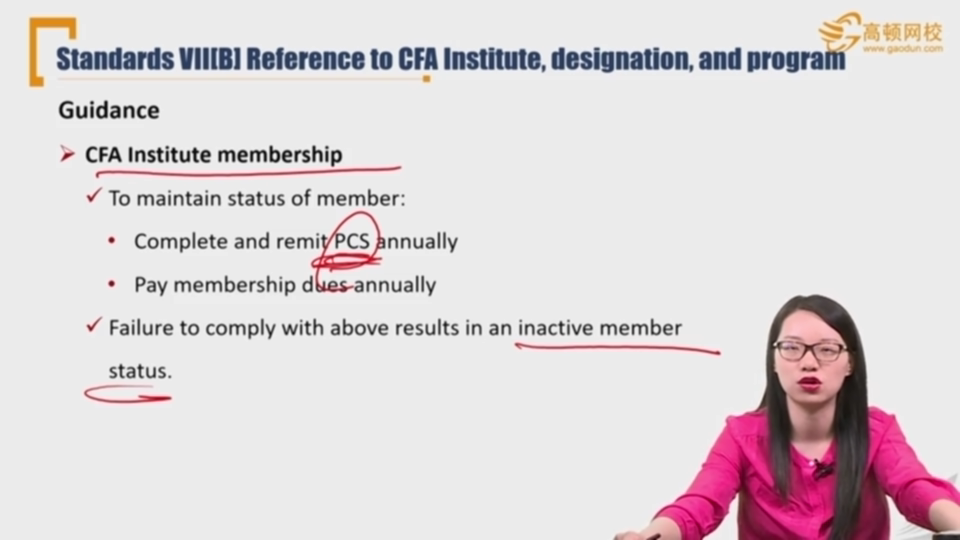 高顿网校
www.gaodun.com
Standards VII[B] Reference to CFA Institute, designation, and program
Guidance
CFA Institute membership
To maintain status of member:
Complete and remit PCS annually
Pay membership dues annually
Failure to comply with above results in an inactive member
status.